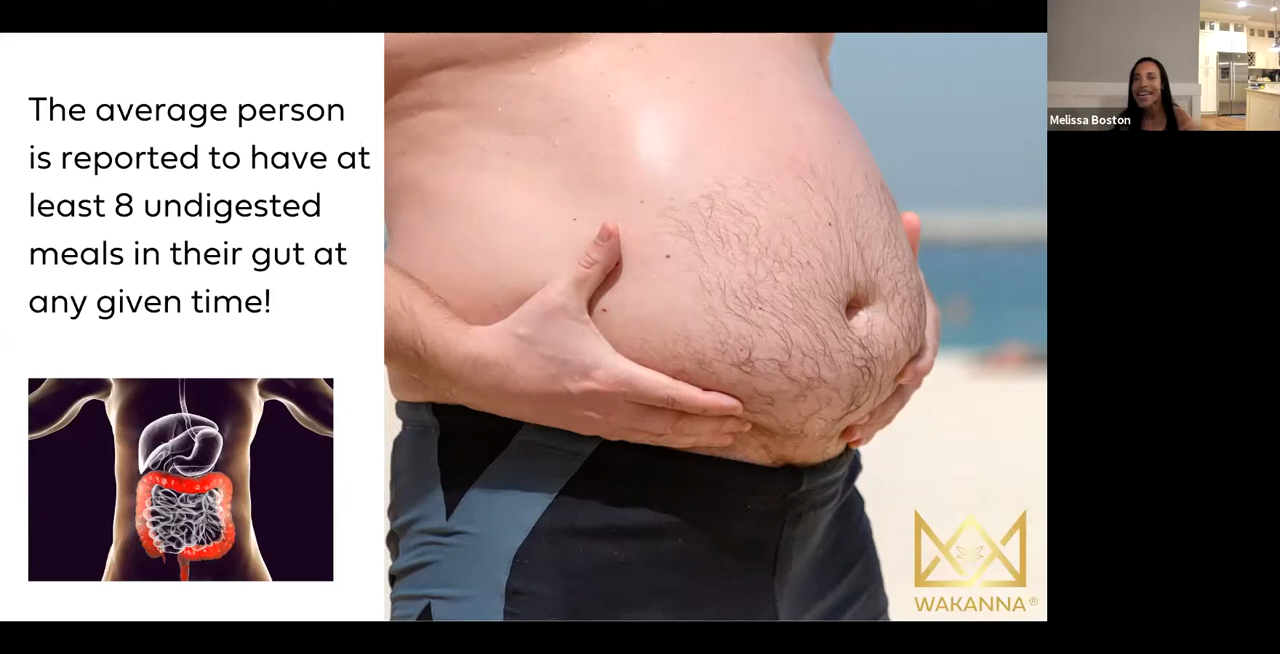 The average person
is reported to have at
least 8 undigested
meals in their gut at
any given time!
Melissa Boston
WAKANNA®